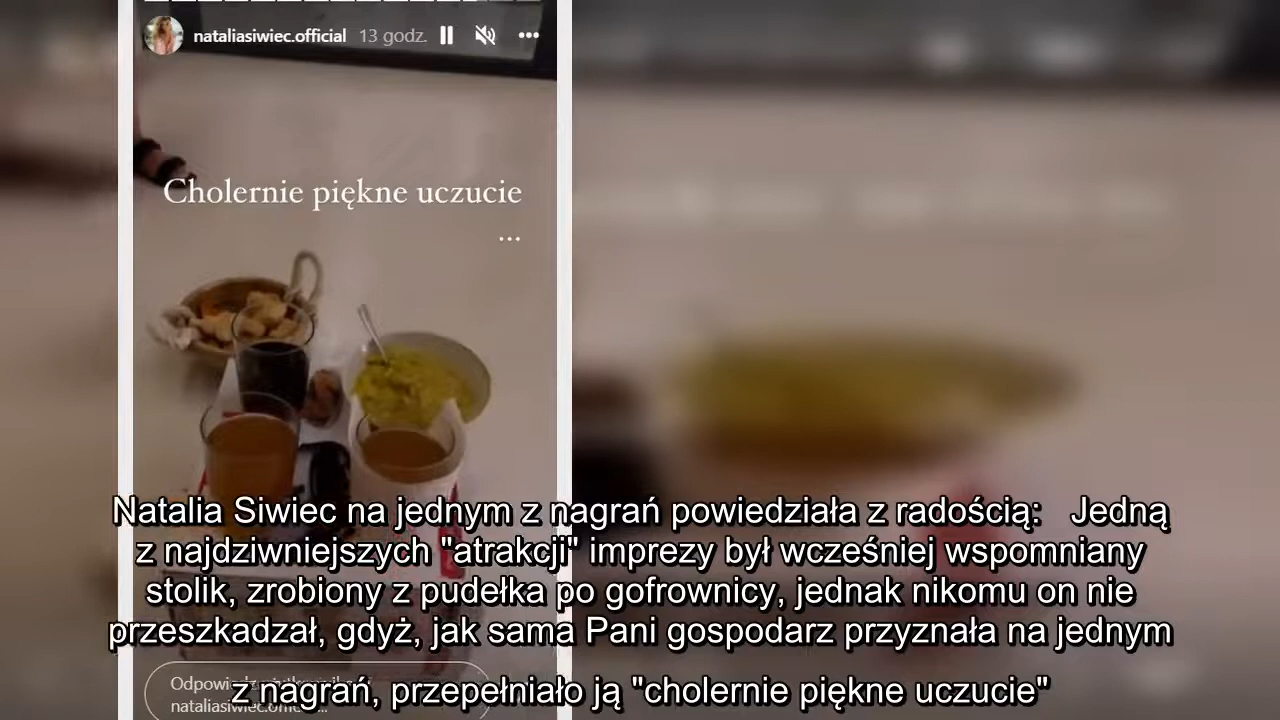 nataliasiwiec.official 13 godz.
Cholernie piękne uczucie
...
Natalia Siwiec na jednym z nagrań powiedziała z radością: Jedną
z najdziwniejszych "atrakcji" imprezy był wcześniej wspomniany
stolik, zrobiony z pudełka po gofrownicy, jednak nikomu on nie
przeszkadzał, gdyż, jak sama Pani gospodarz przyznała na jednym
z nagrań, przepełniało ją "cholernie piękne uczucie"